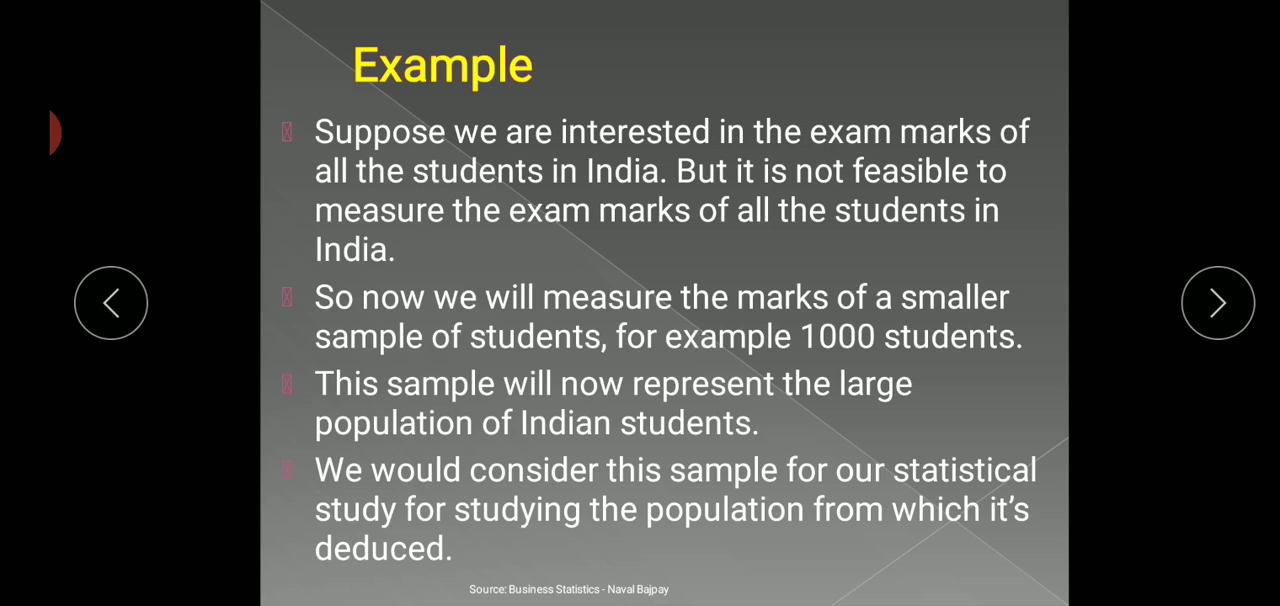 Example
Suppose we are interested in the exam marks of
all the students in India. But it is not feasible to
measure the exam marks of all the students in
India.
So now we will measure the marks of a smaller
sample of students, for example 1000 students.
This sample will now represent the large
population of Indian students.
We would consider this sample for our statistical
study for studying the population from which it’s
deduced.
Source: Business Statistics - Naval Bajpay